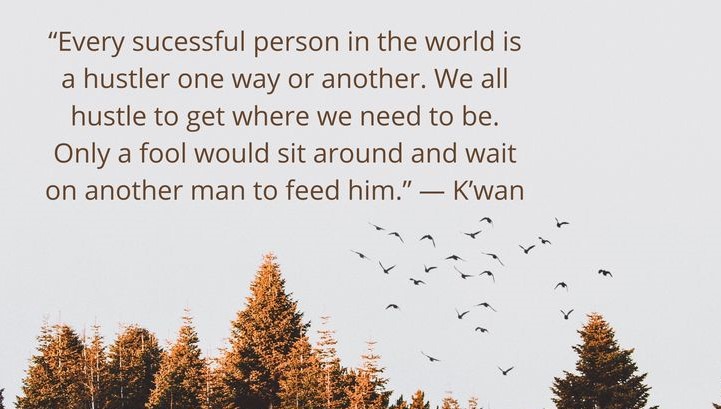 “Every sucessful person in the world is
a hustler one way or another. We all
hustle to get where we need to be.
Only a fool would sit around and wait
on another man to feed him.” — K’wan